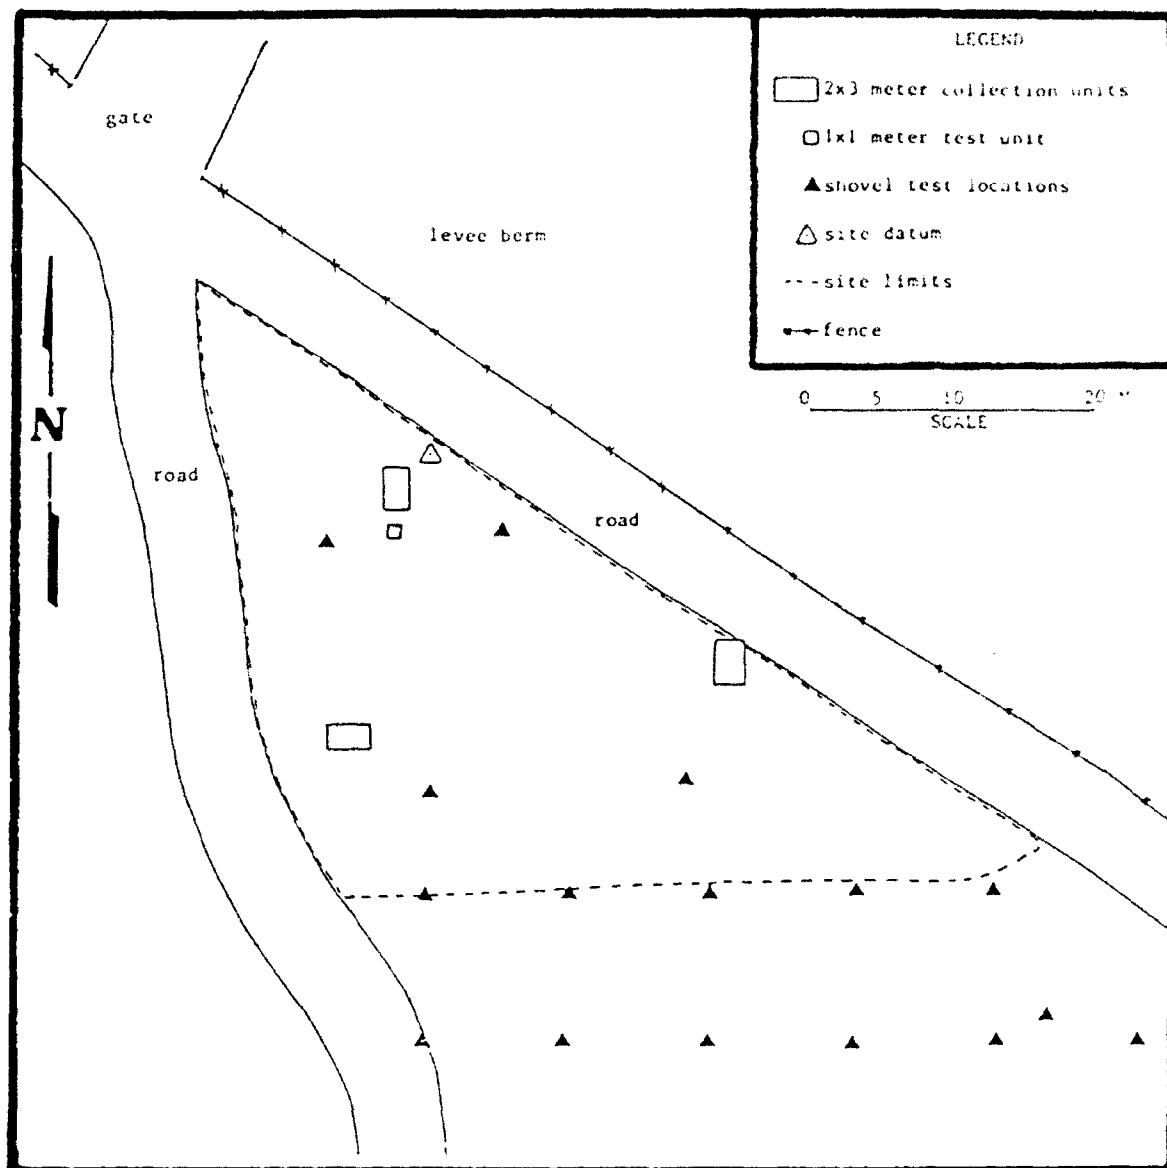 LEGEND
2x3 meter collection units
1x1 meter test unit
shovel test locations
site datum
site limits
fence
0 5 10 20 M
SCALE
gate
levee berm
N
road
road